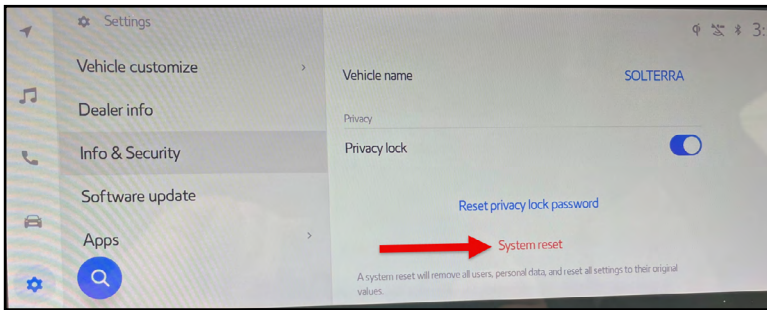 Settings
Vehicle customize
Dealer info
Info & Security
Software update
Apps
3:
Vehicle name
SOLTERRA
Privacy
Privacy lock
Reset privacy lock password
System reset
A system reset will remove all users, personal data, and reset all settings to their original
values.